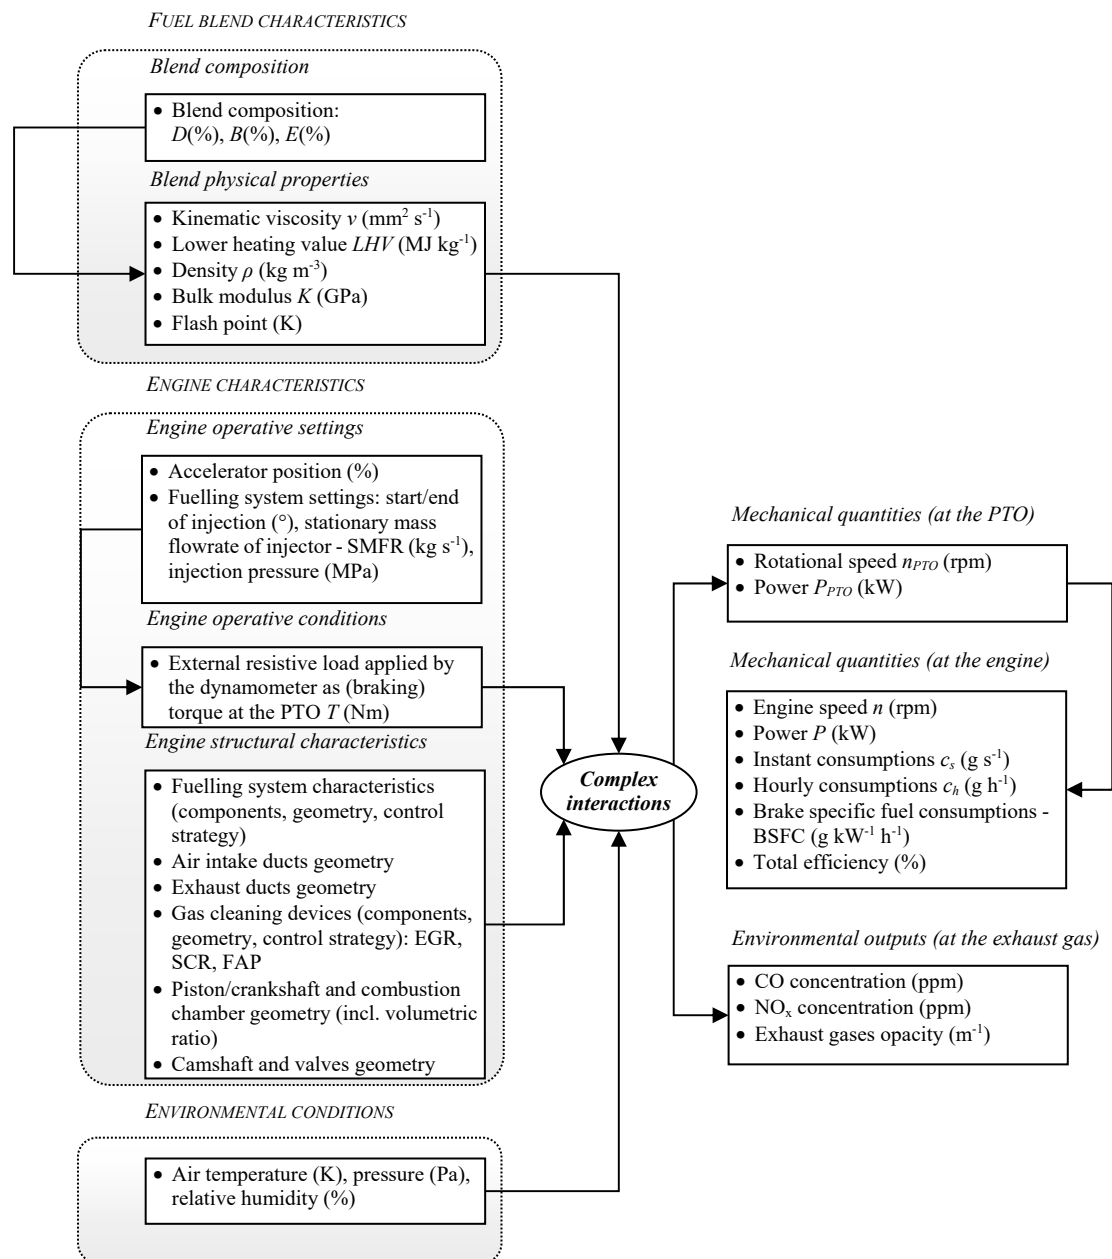 FUEL BLEND CHARACTERISTICS
Blend composition
• Blend composition:
D(%), B(%), E(%)
Blend physical properties
• Kinematic viscosity ν (mm² s⁻¹)
• Lower heating value LHV (MJ kg⁻¹)
• Density ρ (kg m⁻³)
• Bulk modulus K (GPa)
• Flash point (K)
ENGINE CHARACTERISTICS
Engine operative settings
• Accelerator position (%)
• Fuelling system settings: start/end
of injection (°), stationary mass
flowrate of injector - SMFR (kg s⁻¹),
injection pressure (MPa)
Engine operative conditions
• External resistive load applied by
the dynamometer as (braking)
torque at the PTO T (Nm)
Engine structural characteristics
• Fuelling system characteristics
(components, geometry, control
strategy)
• Air intake ducts geometry
• Exhaust ducts geometry
• Gas cleaning devices (components,
geometry, control strategy): EGR,
SCR, FAP
• Piston/crankshaft and combustion
chamber geometry (incl. volumetric
ratio)
• Camshaft and valves geometry
ENVIRONMENTAL CONDITIONS
• Air temperature (K), pressure (Pa),
relative humidity (%)
Complex
interactions
Mechanical quantities (at the PTO)
• Rotational speed n_PTO (rpm)
• Power P_PTO (kW)
Mechanical quantities (at the engine)
• Engine speed n (rpm)
• Power P (kW)
• Instant consumptions c_s (g s⁻¹)
• Hourly consumptions c_h (g h⁻¹)
• Brake specific fuel consumptions -
BSFC (g kW⁻¹ h⁻¹)
• Total efficiency (%)
Environmental outputs (at the exhaust gas)
• CO concentration (ppm)
• NOₓ concentration (ppm)
• Exhaust gases opacity (m⁻¹)